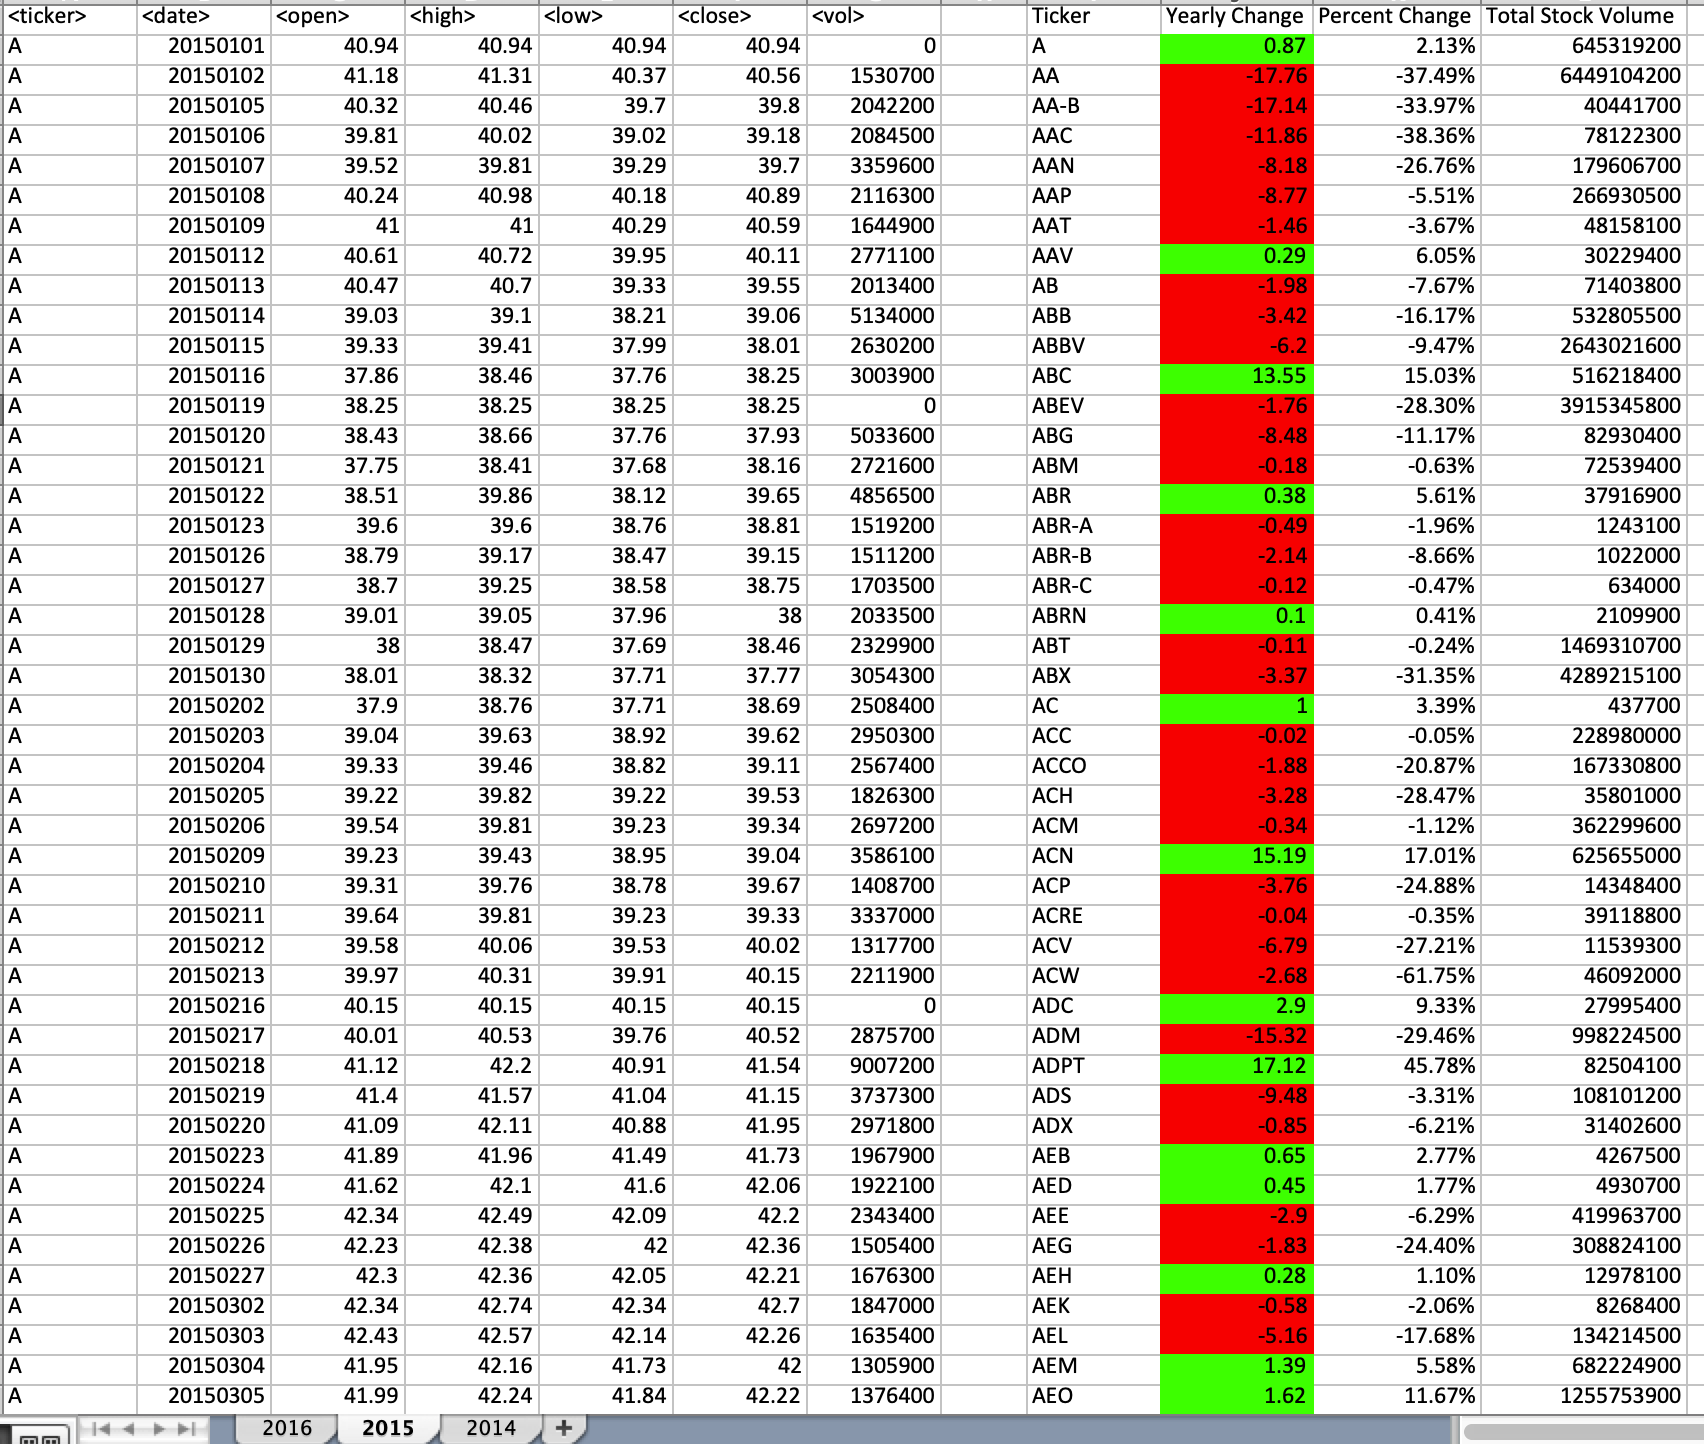 <ticker> <date> <open> <high> <low> <close> <vol> Ticker Yearly Change Percent Change Total Stock Volume
A 20150101 40.94 40.94 40.94 40.94 0 A 0.87 2.13% 645319200
A 20150102 41.18 41.31 40.37 40.56 1530700 AA -17.76 -37.49% 6449104200
A 20150105 40.32 40.46 39.7 39.8 2042200 AA-B -17.14 -33.97% 40441700
A 20150106 39.81 40.02 39.02 39.18 2084500 AAC -11.86 -38.36% 78122300
A 20150107 39.52 39.81 39.29 39.7 3359600 AAN -8.18 -26.76% 179606700
A 20150108 40.24 40.98 40.18 40.89 2116300 AAP -8.77 -5.51% 266930500
A 20150109 41 41 40.29 40.59 1644900 AAT -1.46 -3.67% 48158100
A 20150112 40.61 40.72 39.95 40.11 2771100 AAV 0.29 6.05% 30229400
A 20150113 40.47 40.7 39.33 39.55 2013400 AB -1.98 -7.67% 71403800
A 20150114 39.03 39.1 38.21 39.06 5134000 ABB -3.42 -16.17% 532805500
A 20150115 39.33 39.41 37.99 38.01 2630200 ABBV -6.2 -9.47% 2643021600
A 20150116 37.86 38.46 37.76 38.25 3003900 ABC 13.55 15.03% 516218400
A 20150119 38.25 38.25 38.25 38.25 0 ABEV -1.76 -28.30% 3915345800
A 20150120 38.43 38.66 37.76 37.93 5033600 ABG -8.48 -11.17% 82930400
A 20150121 37.75 38.41 37.68 38.16 2721600 ABM -0.18 -0.63% 72539400
A 20150122 38.51 39.86 38.12 39.65 4856500 ABR 0.38 5.61% 37916900
A 20150123 39.6 39.6 38.76 38.81 1519200 ABR-A -0.49 -1.96% 1243100
A 20150126 38.79 39.17 38.47 39.15 1511200 ABR-B -2.14 -8.66% 1022000
A 20150127 38.7 39.25 38.58 38.75 1703500 ABR-C -0.12 -0.47% 634000
A 20150128 39.01 39.05 37.96 38 2033500 ABRN 0.1 0.41% 2109900
A 20150129 38 38.47 37.69 38.46 2329900 ABT -0.11 -0.24% 1469310700
A 20150130 38.01 38.32 37.71 37.77 3054300 ABX -3.37 -31.35% 4289215100
A 20150202 37.9 38.76 37.71 38.69 2508400 AC 1 3.39% 437700
A 20150203 39.04 39.63 38.92 39.62 2950300 ACC -0.02 -0.05% 228980000
A 20150204 39.33 39.46 38.82 39.11 2567400 ACCO -1.88 -20.87% 167330800
A 20150205 39.22 39.82 39.22 39.53 1826300 ACH -3.28 -28.47% 35801000
A 20150206 39.54 39.81 39.23 39.34 2697200 ACM -0.34 -1.12% 362299600
A 20150209 39.23 39.43 38.95 39.04 3586100 ACN 15.19 17.01% 625655000
A 20150210 39.31 39.76 38.78 39.67 1408700 ACP -3.76 -24.88% 14348400
A 20150211 39.64 39.81 39.23 39.33 3337000 ACRE -0.04 -0.35% 39118800
A 20150212 39.58 40.06 39.53 40.02 1317700 ACV -6.79 -27.21% 11539300
A 20150213 39.97 40.31 39.91 40.15 2211900 ACW -2.68 -61.75% 46092000
A 20150216 40.15 40.15 40.15 40.15 0 ADC 2.9 9.33% 27995400
A 20150217 40.01 40.53 39.76 40.52 2875700 ADM -15.32 -29.46% 998224500
A 20150218 41.12 42.2 40.91 41.54 9007200 ADPT 17.12 45.78% 82504100
A 20150219 41.4 41.57 41.04 41.15 3737300 ADS -9.48 -3.31% 108101200
A 20150220 41.09 42.11 40.88 41.95 2971800 ADX -0.85 -6.21% 31402600
A 20150223 41.89 41.96 41.49 41.73 1967900 AEB 0.65 2.77% 4267500
A 20150224 41.62 42.1 41.6 42.06 1922100 AED 0.45 1.77% 4930700
A 20150225 42.34 42.49 42.09 42.2 2343400 AEE -2.9 -6.29% 419963700
A 20150226 42.23 42.38 42 42.36 1505400 AEG -1.83 -24.40% 308824100
A 20150227 42.3 42.36 42.05 42.21 1676300 AEH 0.28 1.10% 12978100
A 20150302 42.34 42.74 42.34 42.7 1847000 AEK -0.58 -2.06% 8268400
A 20150303 42.43 42.57 42.14 42.26 1635400 AEL -5.16 -17.68% 134214500
A 20150304 41.95 42.16 41.73 42 1305900 AEM 1.39 5.58% 682224900
A 20150305 41.99 42.24 41.84 42.22 1376400 AEO 1.62 11.67% 1255753900
2016 2015 2014 +